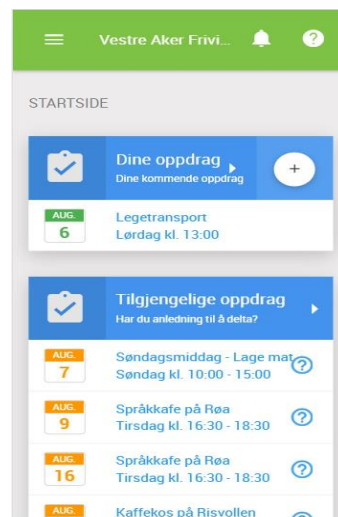 Vestre Aker Frivi...
STARTSIDE
Dine oppdrag
Dine kommende oppdrag
AUG.
6
Legetransport
Lørdag kl. 13:00
Tilgjengelige oppdrag
Har du anledning til å delta?
AUG.
7
Søndagsmiddag - Lage mat
Søndag kl. 10:00 - 15:00
AUG.
9
Språkkafe på Røa
Tirsdag kl. 16:30 - 18:30
AUG.
16
Språkkafe på Røa
Tirsdag kl. 16:30 - 18:30
AUG.
Kaffekos på Risvollen